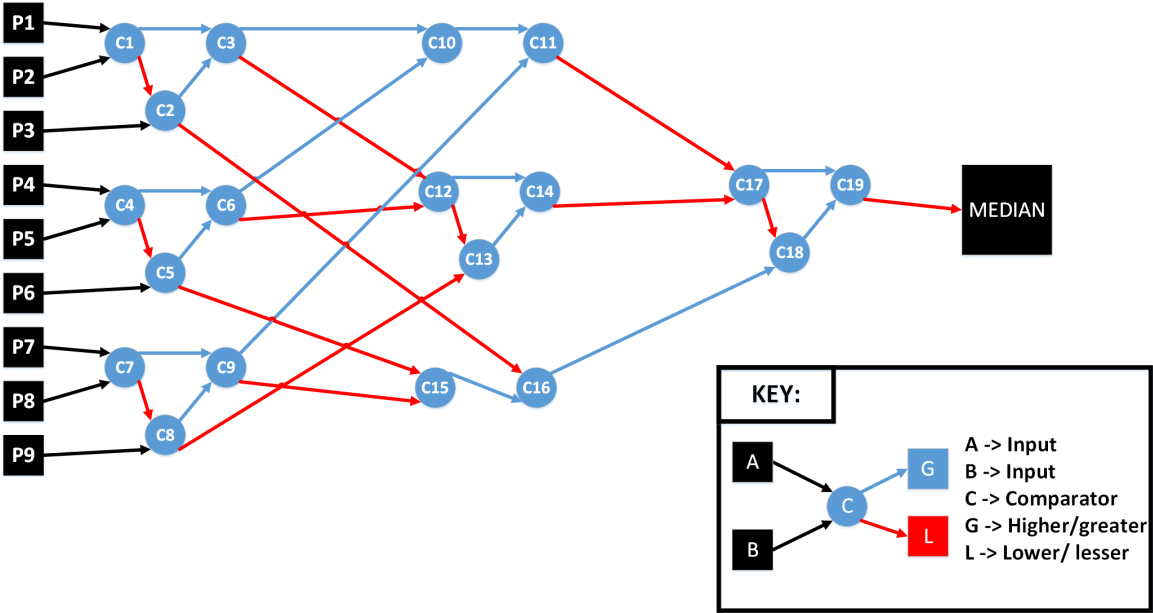 P1
P2
P3
P4
P5
P6
P7
P8
P9
C1
C3
C10
C11
C2
C4
C6
C12
C14
C17
C19
MEDIAN
C5
C13
C18
C7
C9
C15
C16
C8
KEY:
A
B
C
G
L
A -> Input
B -> Input
C -> Comparator
G -> Higher/greater
L -> Lower/ lesser